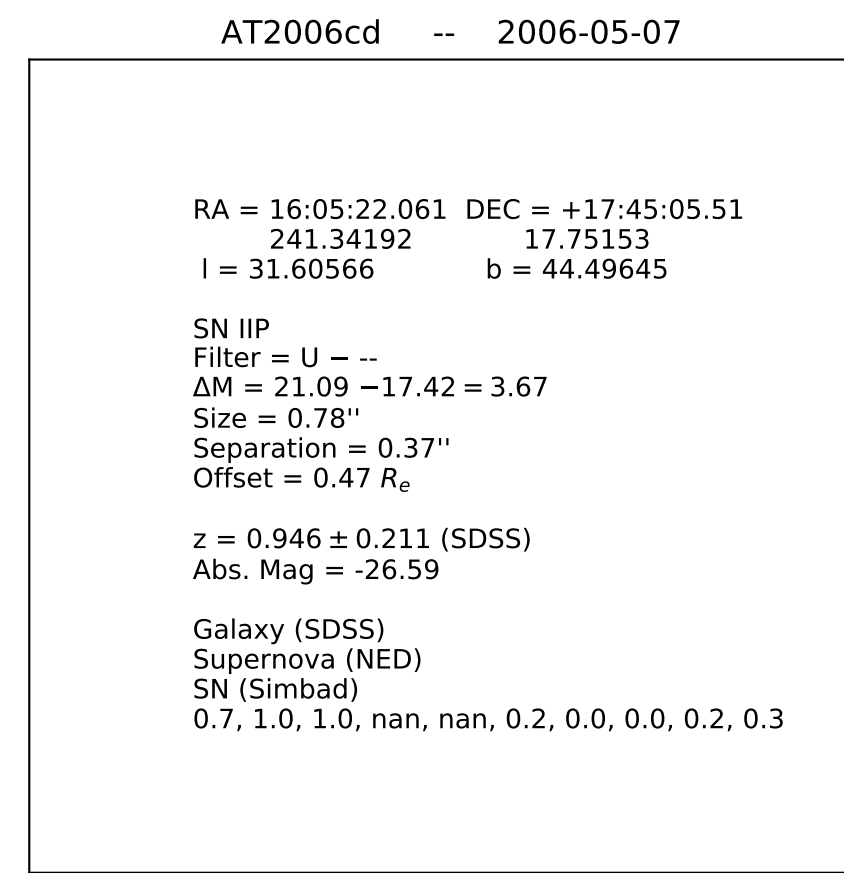 AT2006cd -- 2006-05-07
RA = 16:05:22.061 DEC = +17:45:05.51
241.34192 17.75153
l = 31.60566 b = 44.49645
SN IIP
Filter = U − --
ΔM = 21.09 −17.42 = 3.67
Size = 0.78''
Separation = 0.37''
Offset = 0.47 Rₑ
z = 0.946 ± 0.211 (SDSS)
Abs. Mag = -26.59
Galaxy (SDSS)
Supernova (NED)
SN (Simbad)
0.7, 1.0, 1.0, nan, nan, 0.2, 0.0, 0.0, 0.2, 0.3